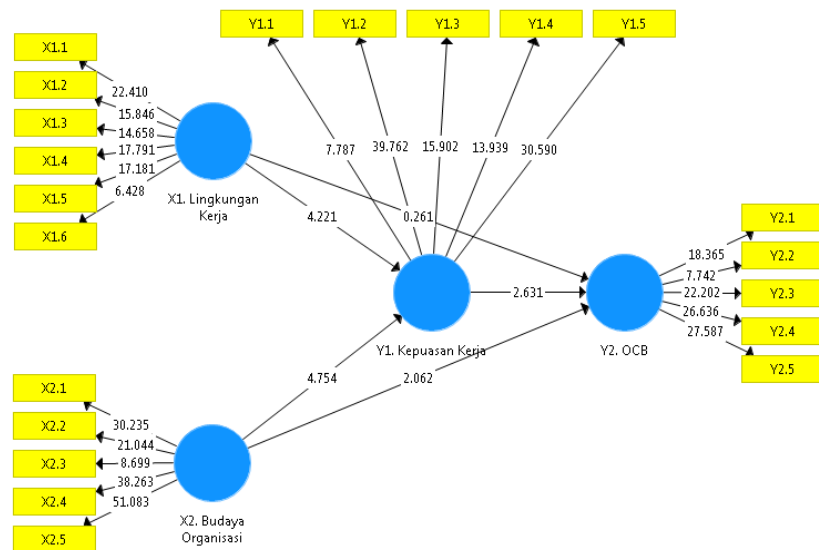 Y1.1
Y1.2
Y1.3
Y1.4
Y1.5
X1.1
X1.2
X1.3
X1.4
X1.5
X1.6
22.410
15.846
14.658
17.791
17.181
6.428
X1. Lingkungan
Kerja
7.787
39.762
15.902
13.939
30.590
4.221
0.261
Y1. Kepuasan Kerja
2.631
Y2. OCB
18.365
7.742
22.202
26.636
27.587
Y2.1
Y2.2
Y2.3
Y2.4
Y2.5
4.754
2.062
X2.1
X2.2
X2.3
X2.4
X2.5
30.235
21.044
8.699
38.263
51.083
X2. Budaya
Organisasi